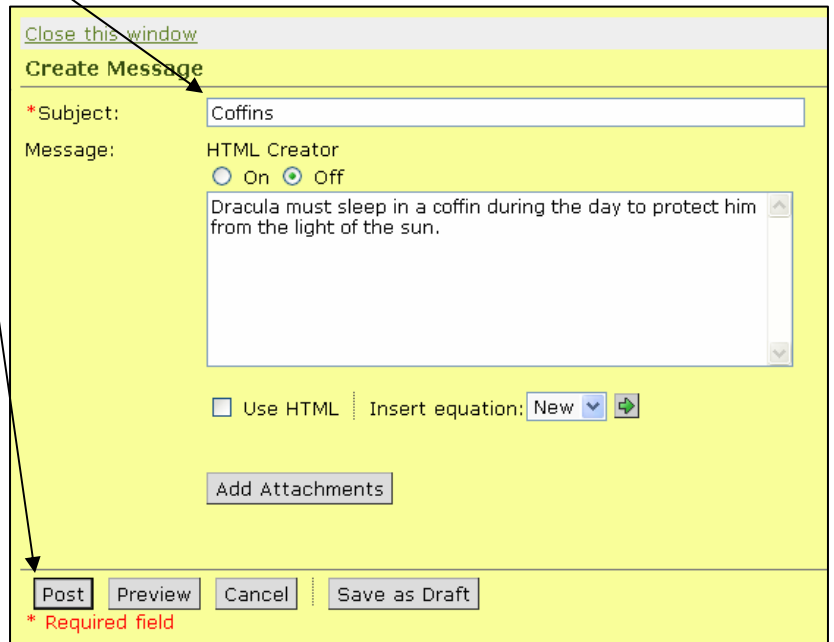 Close this window
Create Message
*Subject: Coffins
Message: HTML Creator
On Off
Dracula must sleep in a coffin during the day to protect him
from the light of the sun.
Use HTML Insert equation: New
Add Attachments
Post Preview Cancel Save as Draft
* Required field